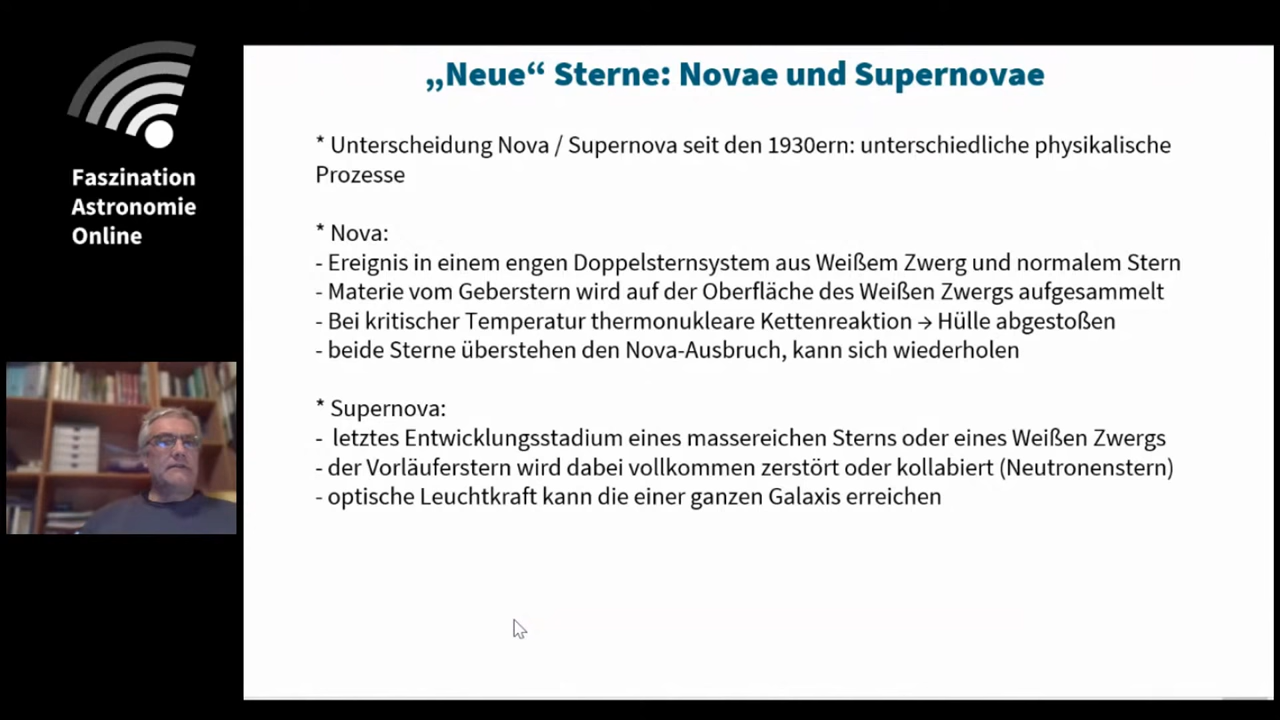 Faszination
Astronomie
Online
„Neue“ Sterne: Novae und Supernovae
* Unterscheidung Nova / Supernova seit den 1930ern: unterschiedliche physikalische
Prozesse
* Nova:
- Ereignis in einem engen Doppelsternsystem aus Weißem Zwerg und normalem Stern
- Materie vom Geberstern wird auf der Oberfläche des Weißen Zwergs aufgesammelt
- Bei kritischer Temperatur thermonukleare Kettenreaktion → Hülle abgestoßen
- beide Sterne überstehen den Nova-Ausbruch, kann sich wiederholen
* Supernova:
- letztes Entwicklungsstadium eines massereichen Sterns oder eines Weißen Zwergs
- der Vorläuferstern wird dabei vollkommen zerstört oder kollabiert (Neutronenstern)
- optische Leuchtkraft kann die einer ganzen Galaxis erreichen